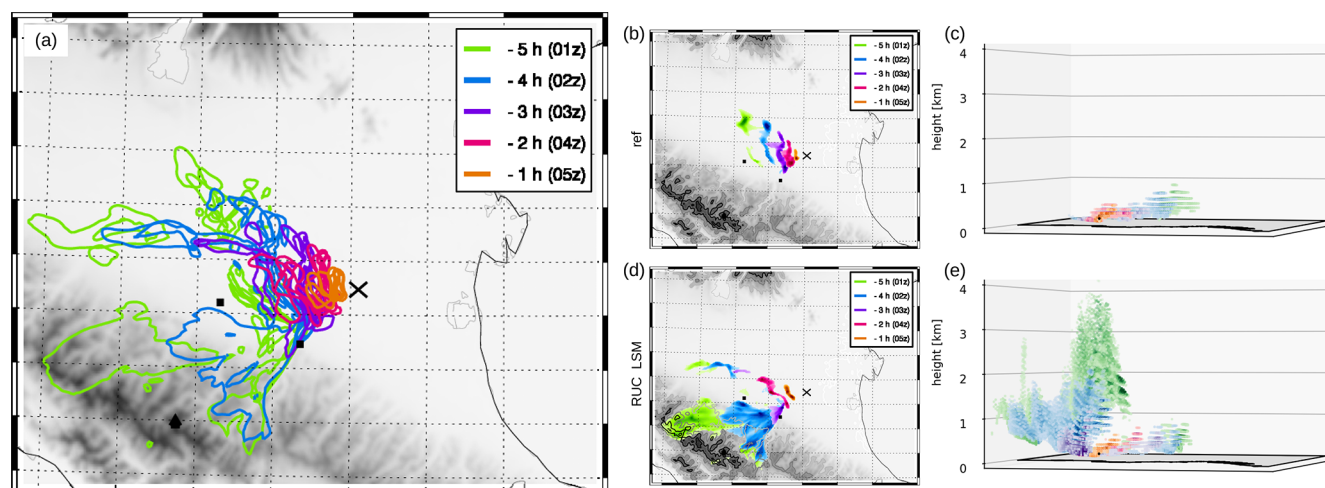 (a)
- 5 h (01z)
- 4 h (02z)
- 3 h (03z)
- 2 h (04z)
- 1 h (05z)
(b)
ref
- 5 h (01z)
- 4 h (02z)
- 3 h (03z)
- 2 h (04z)
- 1 h (05z)
(c)
height [km]
4
3
2
1
0
(d)
RUC LSM
- 5 h (01z)
- 4 h (02z)
- 3 h (03z)
- 2 h (04z)
- 1 h (05z)
(e)
height [km]
4
3
2
1
0